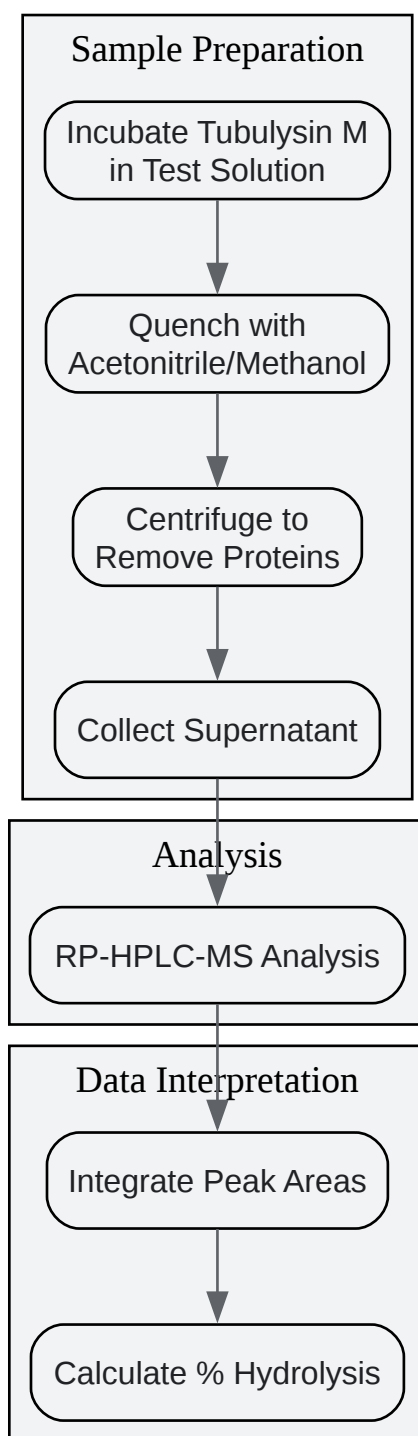 Sample Preparation
Incubate Tubulysin M
in Test Solution
Quench with
Acetonitrile/Methanol
Centrifuge to
Remove Proteins
Collect Supernatant
Analysis
RP-HPLC-MS Analysis
Data Interpretation
Integrate Peak Areas
Calculate % Hydrolysis